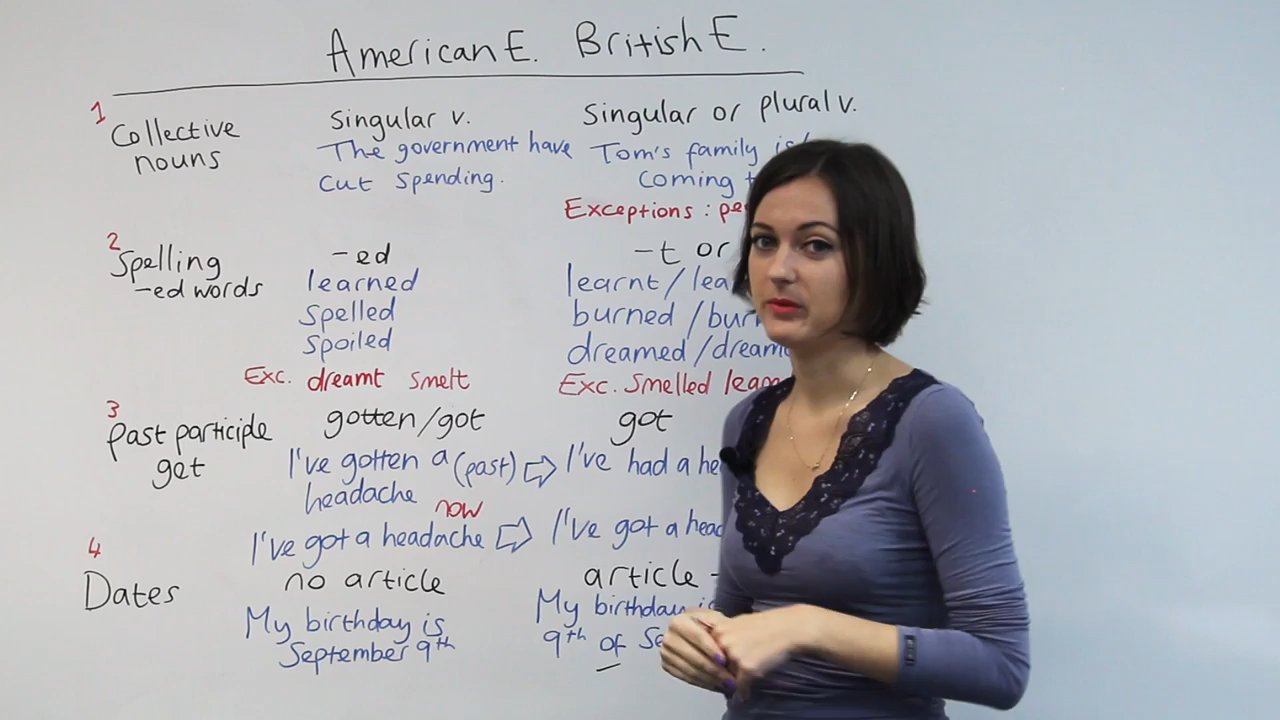 American E. British E.
1 Collective nouns
singular v.
The government have
cut spending.
singular or plural v.
Tom's family is/
coming
Exceptions:
2 Spelling
-ed words
-ed
learned
spelled
spoiled
Exc. dreamt smelt
-t or
learnt /
burned /
dreamed /
Exc. smelled
3 past participle
get
gotten/got
I've gotten a (past) ⇨
headache
now
I've got a headache ⇨
got
I've had a
I've got a
4
Dates
no article
My birthday is
September 9th
article -
My birthday is
9th of